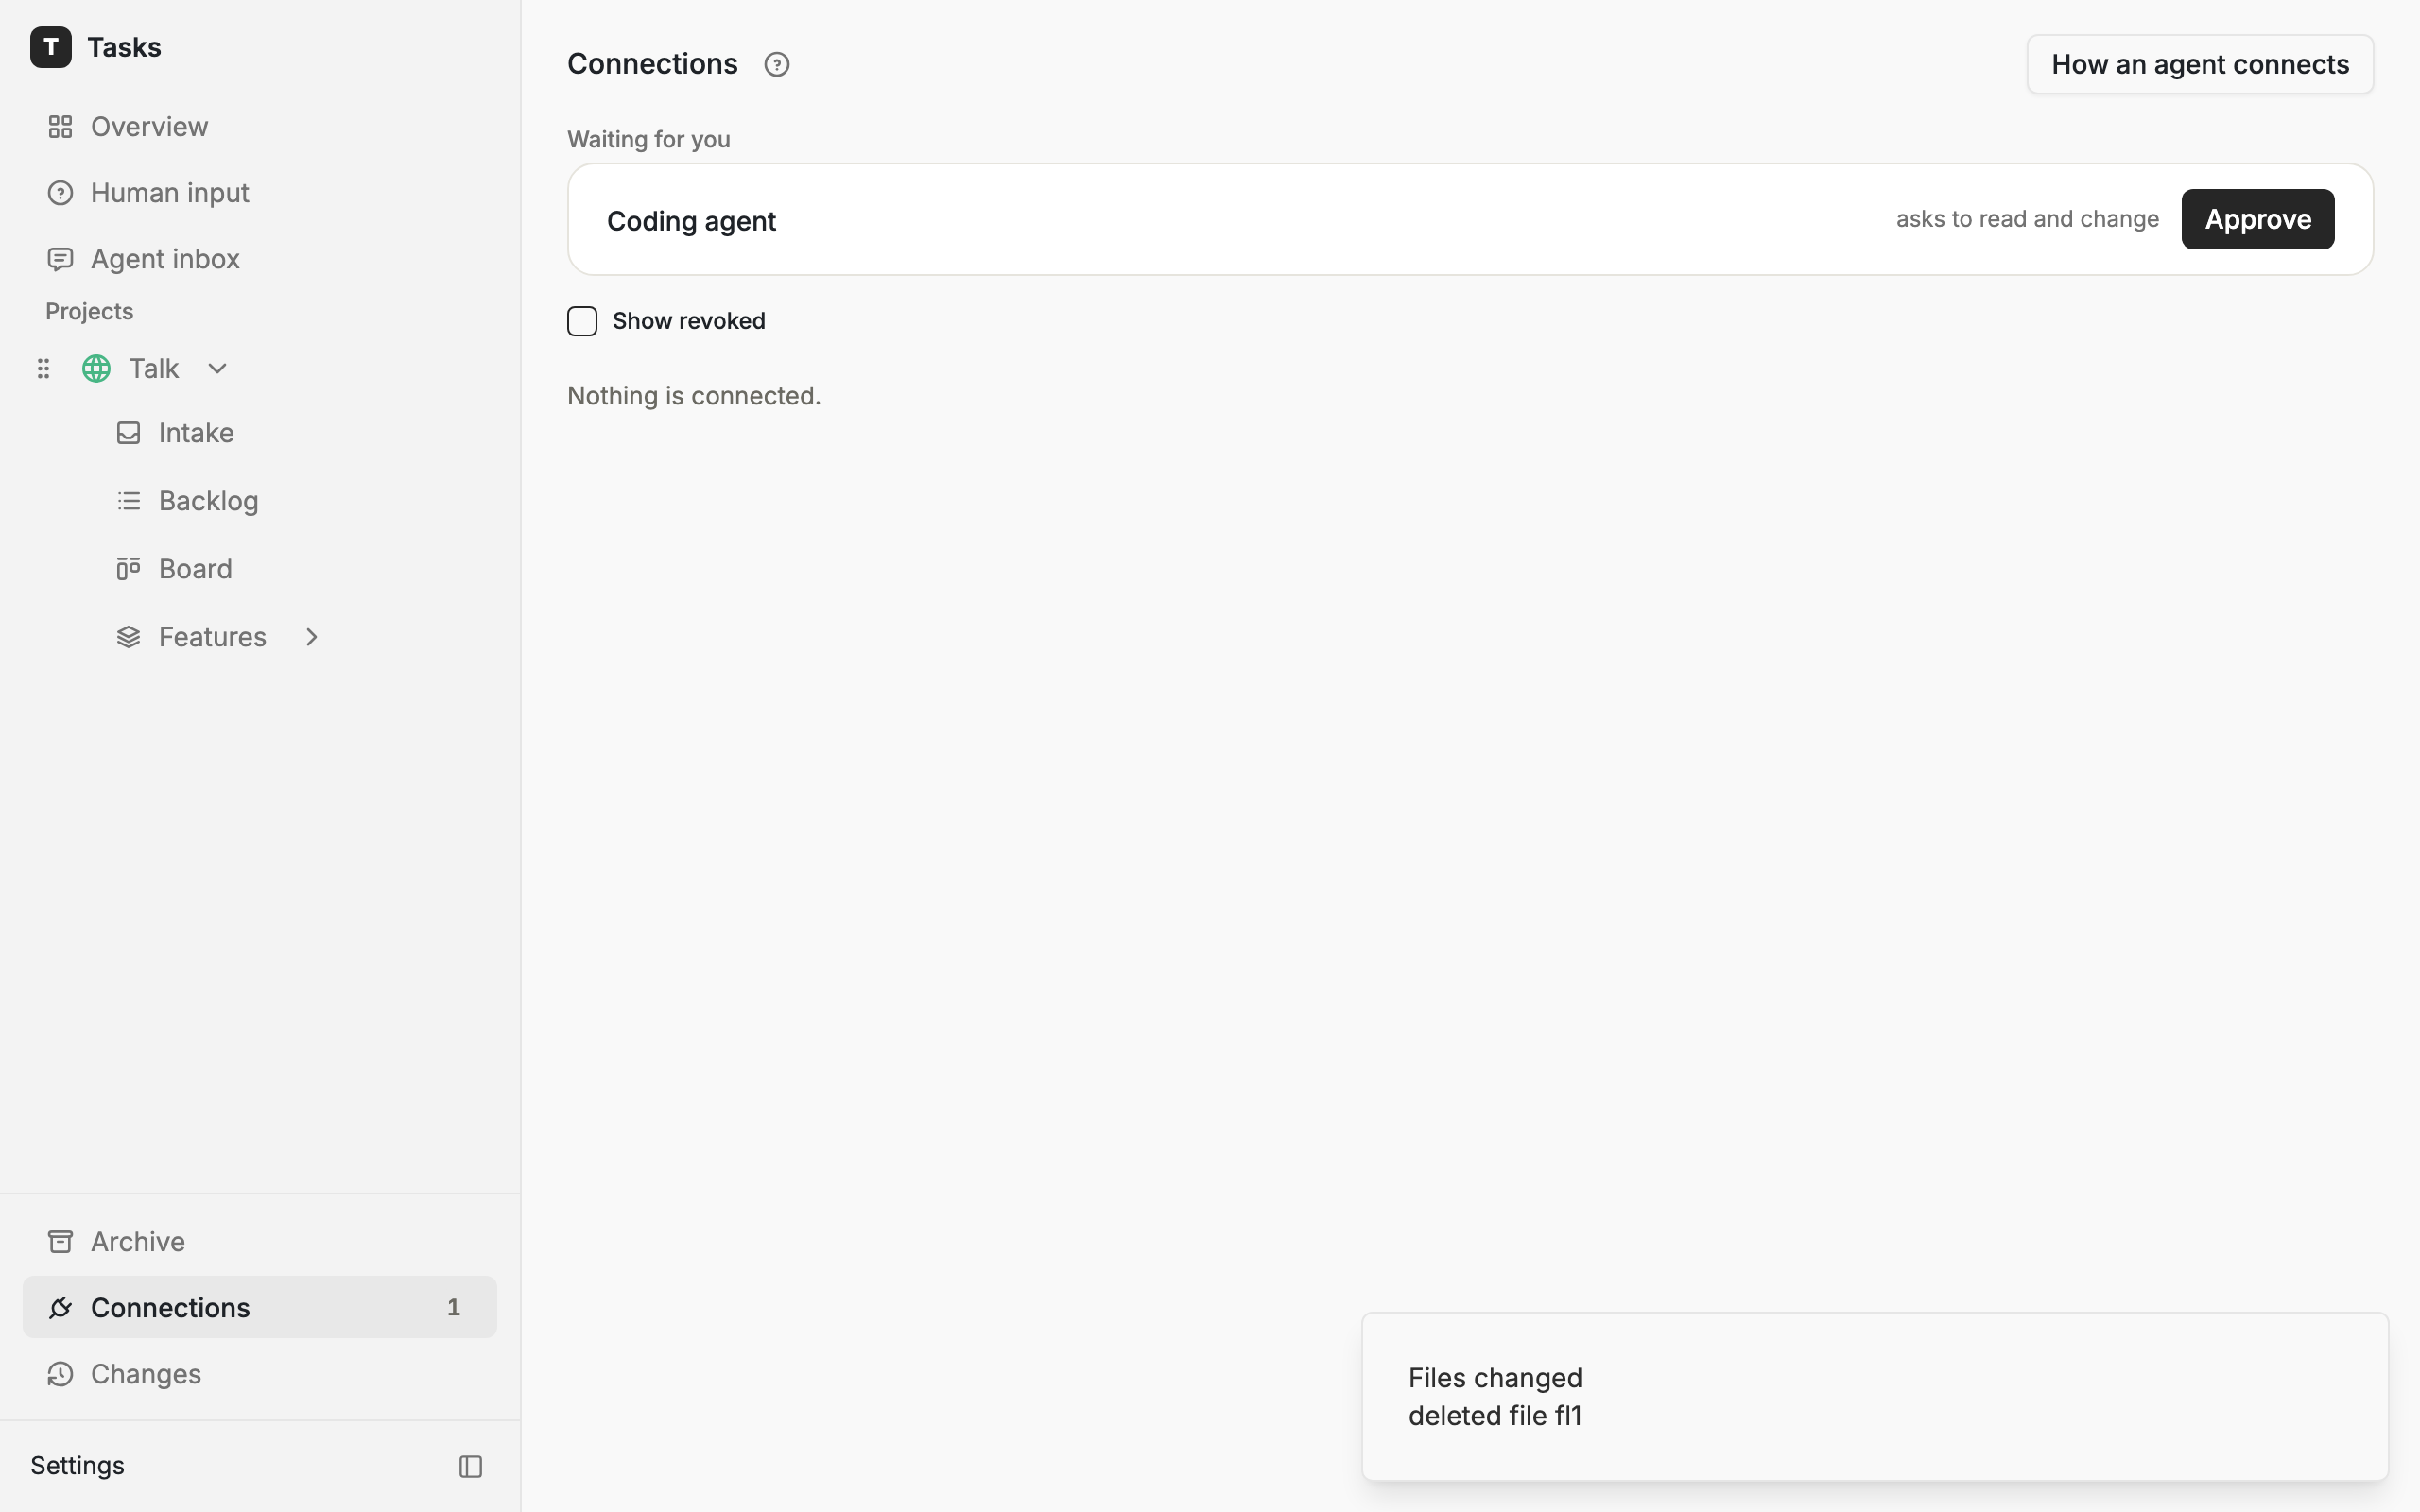 T Tasks
Overview
Human input
Agent inbox
Projects
Talk
Intake
Backlog
Board
Features
Archive
Connections 1
Changes
Settings
Connections ?
How an agent connects
Waiting for you
Coding agent
asks to read and change
Approve
Show revoked
Nothing is connected.
Files changed
deleted file fl1